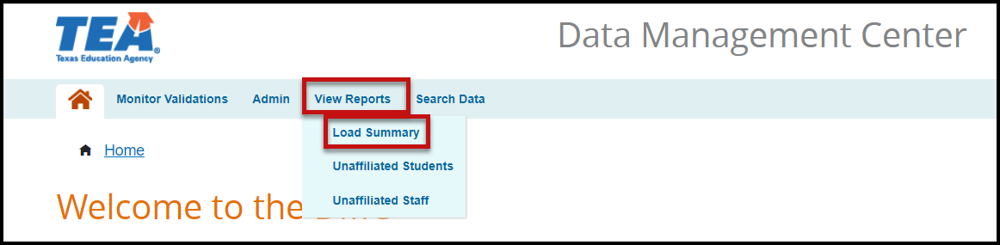 TEA
Texas Education Agency
Data Management Center
Monitor Validations Admin View Reports Search Data
Load Summary
Home
Unaffiliated Students
Unaffiliated Staff
Welcome to the